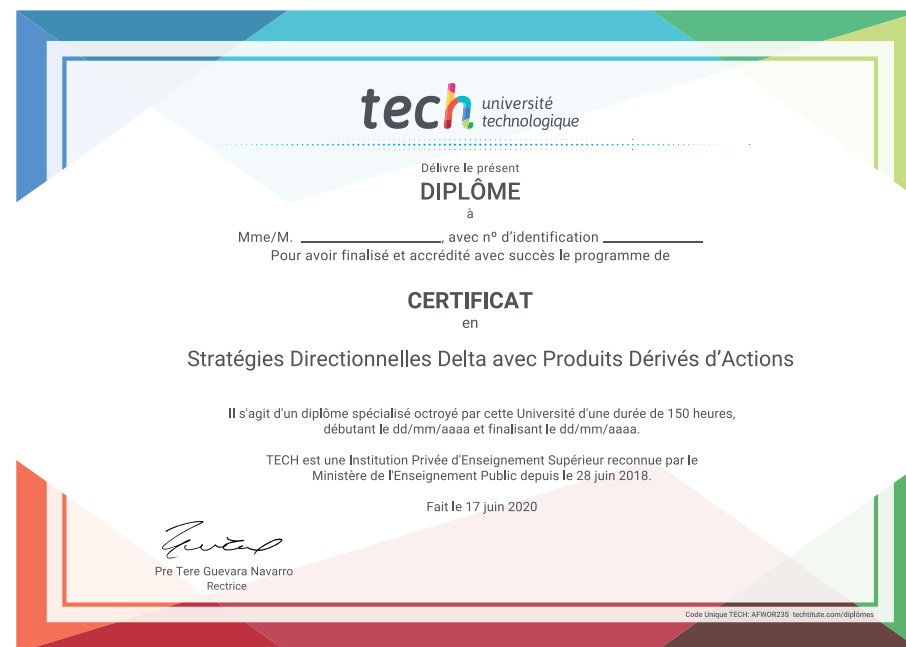 tech université
technologique
Délivre le présent
DIPLÔME
à
Mme/M. ____________________, avec nº d'identification ______________
Pour avoir finalisé et accrédité avec succès le programme de
CERTIFICAT
en
Stratégies Directionnelles Delta avec Produits Dérivés d'Actions
Il s'agit d'un diplôme spécialisé octroyé par cette Université d'une durée de 150 heures,
débutant le dd/mm/aaaa et finalisant le dd/mm/aaaa.
TECH est une Institution Privée d'Enseignement Supérieur reconnue par le
Ministère de l'Enseignement Public depuis le 28 juin 2018.
Fait le 17 juin 2020
Pre Tere Guevara Navarro
Rectrice
Code Unique TECH: AFWOR23S techtitute.com/diplômes